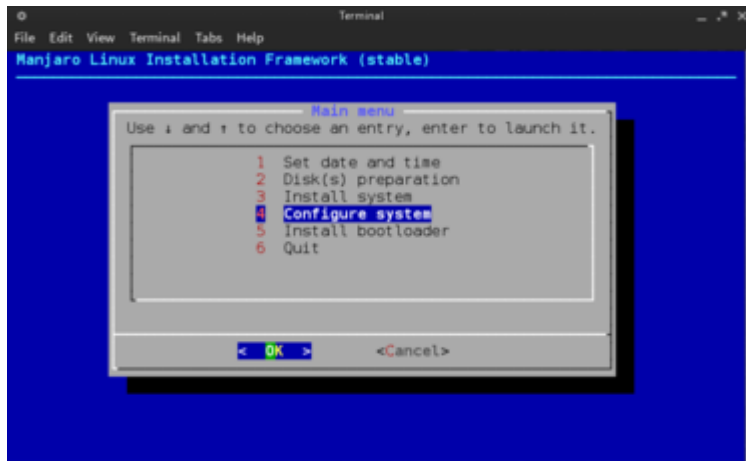 Terminal
File Edit View Terminal Tabs Help
Manjaro Linux Installation Framework (stable)
Main menu
Use ↓ and ↑ to choose an entry, enter to launch it.
1 Set date and time
2 Disk(s) preparation
3 Install system
4 Configure system
5 Install bootloader
6 Quit
< OK > <Cancel>